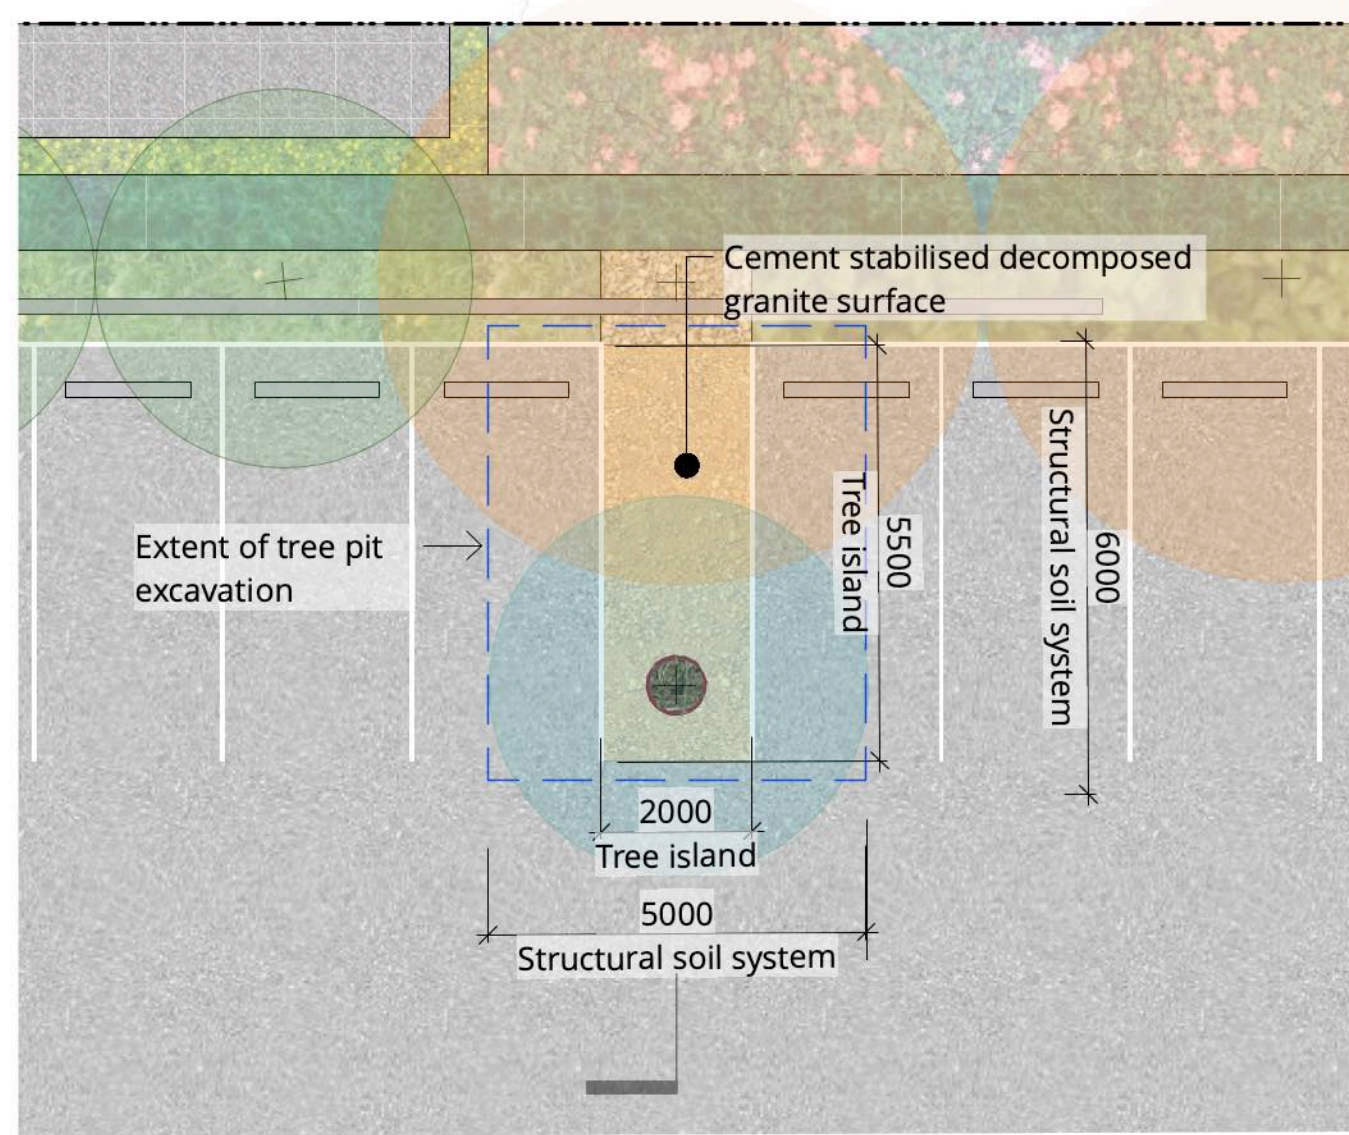 Cement stabilised decomposed
granite surface
Extent of tree pit
excavation
Tree island
5500
Structural soil system
6000
2000
Tree island
5000
Structural soil system